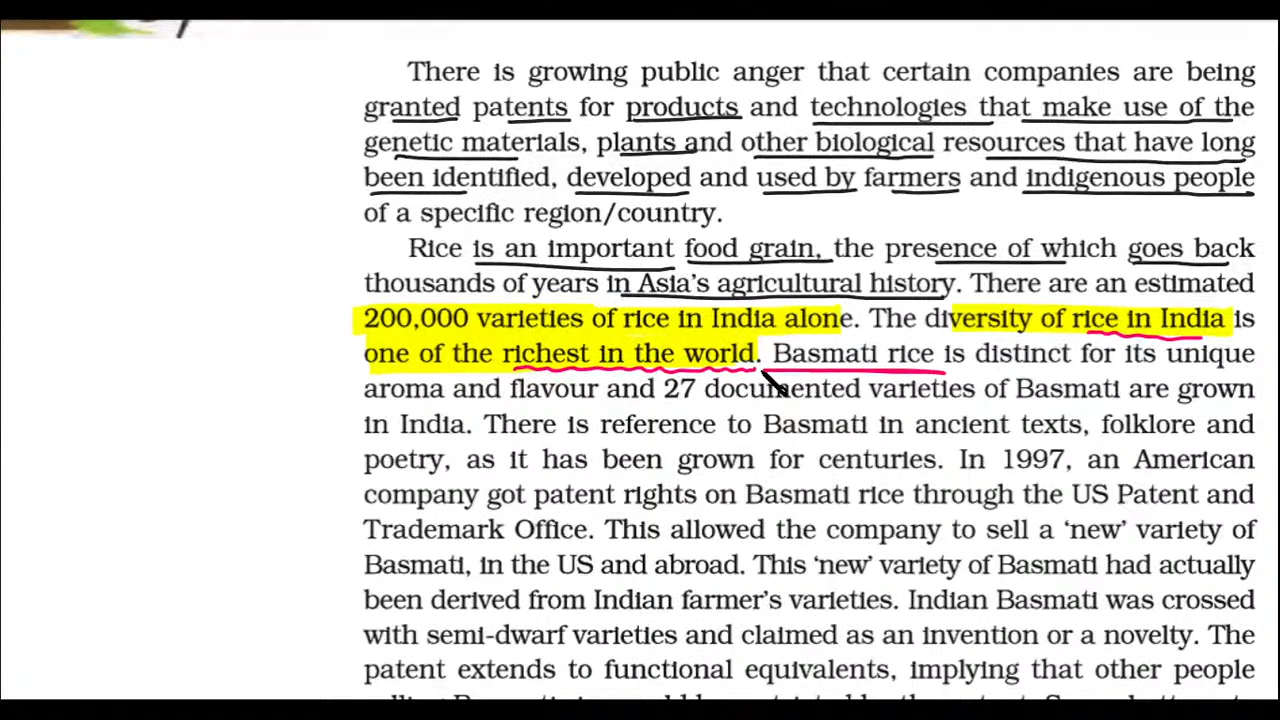 There is growing public anger that certain companies are being
granted patents for products and technologies that make use of the
genetic materials, plants and other biological resources that have long
been identified, developed and used by farmers and indigenous people
of a specific region/country.
Rice is an important food grain, the presence of which goes back
thousands of years in Asia’s agricultural history. There are an estimated
200,000 varieties of rice in India alone. The diversity of rice in India is
one of the richest in the world. Basmati rice is distinct for its unique
aroma and flavour and 27 documented varieties of Basmati are grown
in India. There is reference to Basmati in ancient texts, folklore and
poetry, as it has been grown for centuries. In 1997, an American
company got patent rights on Basmati rice through the US Patent and
Trademark Office. This allowed the company to sell a ‘new’ variety of
Basmati, in the US and abroad. This ‘new’ variety of Basmati had actually
been derived from Indian farmer’s varieties. Indian Basmati was crossed
with semi-dwarf varieties and claimed as an invention or a novelty. The
patent extends to functional equivalents, implying that other people